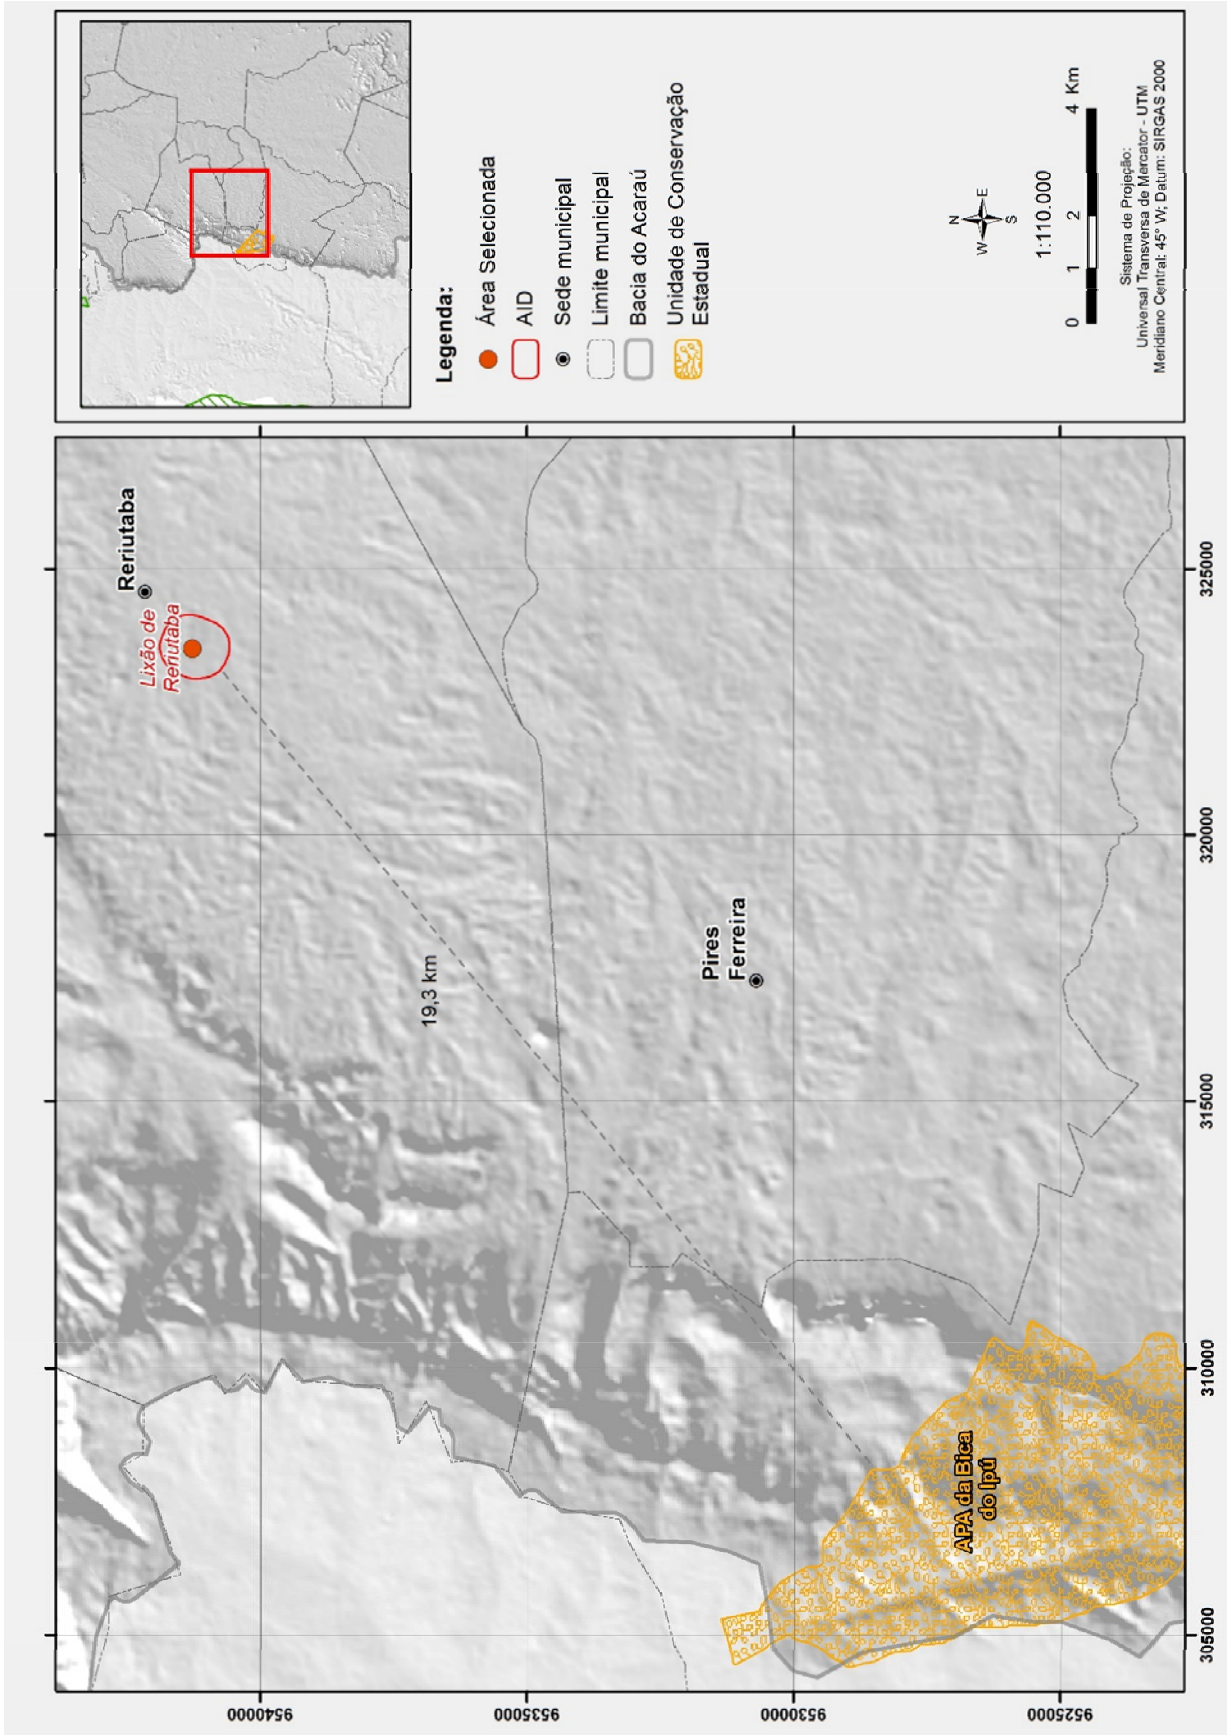 Reriutaba
Lixão de
Reriutaba
19,3 km
Pires
Ferreira
APA da Bica
do Ipú
305000
310000
315000
320000
325000
9540000
9535000
9530000
9525000
Legenda:
Área Selecionada
AID
Sede municipal
Limite municipal
Bacia do Acaraú
Unidade de Conservação
Estadual
N
W
E
S
1:110.000
0 1 2 4 Km
Sistema de Projeção:
Universal Transversa de Mercator - UTM
Meridiano Central: 45° W; Datum: SIRGAS 2000